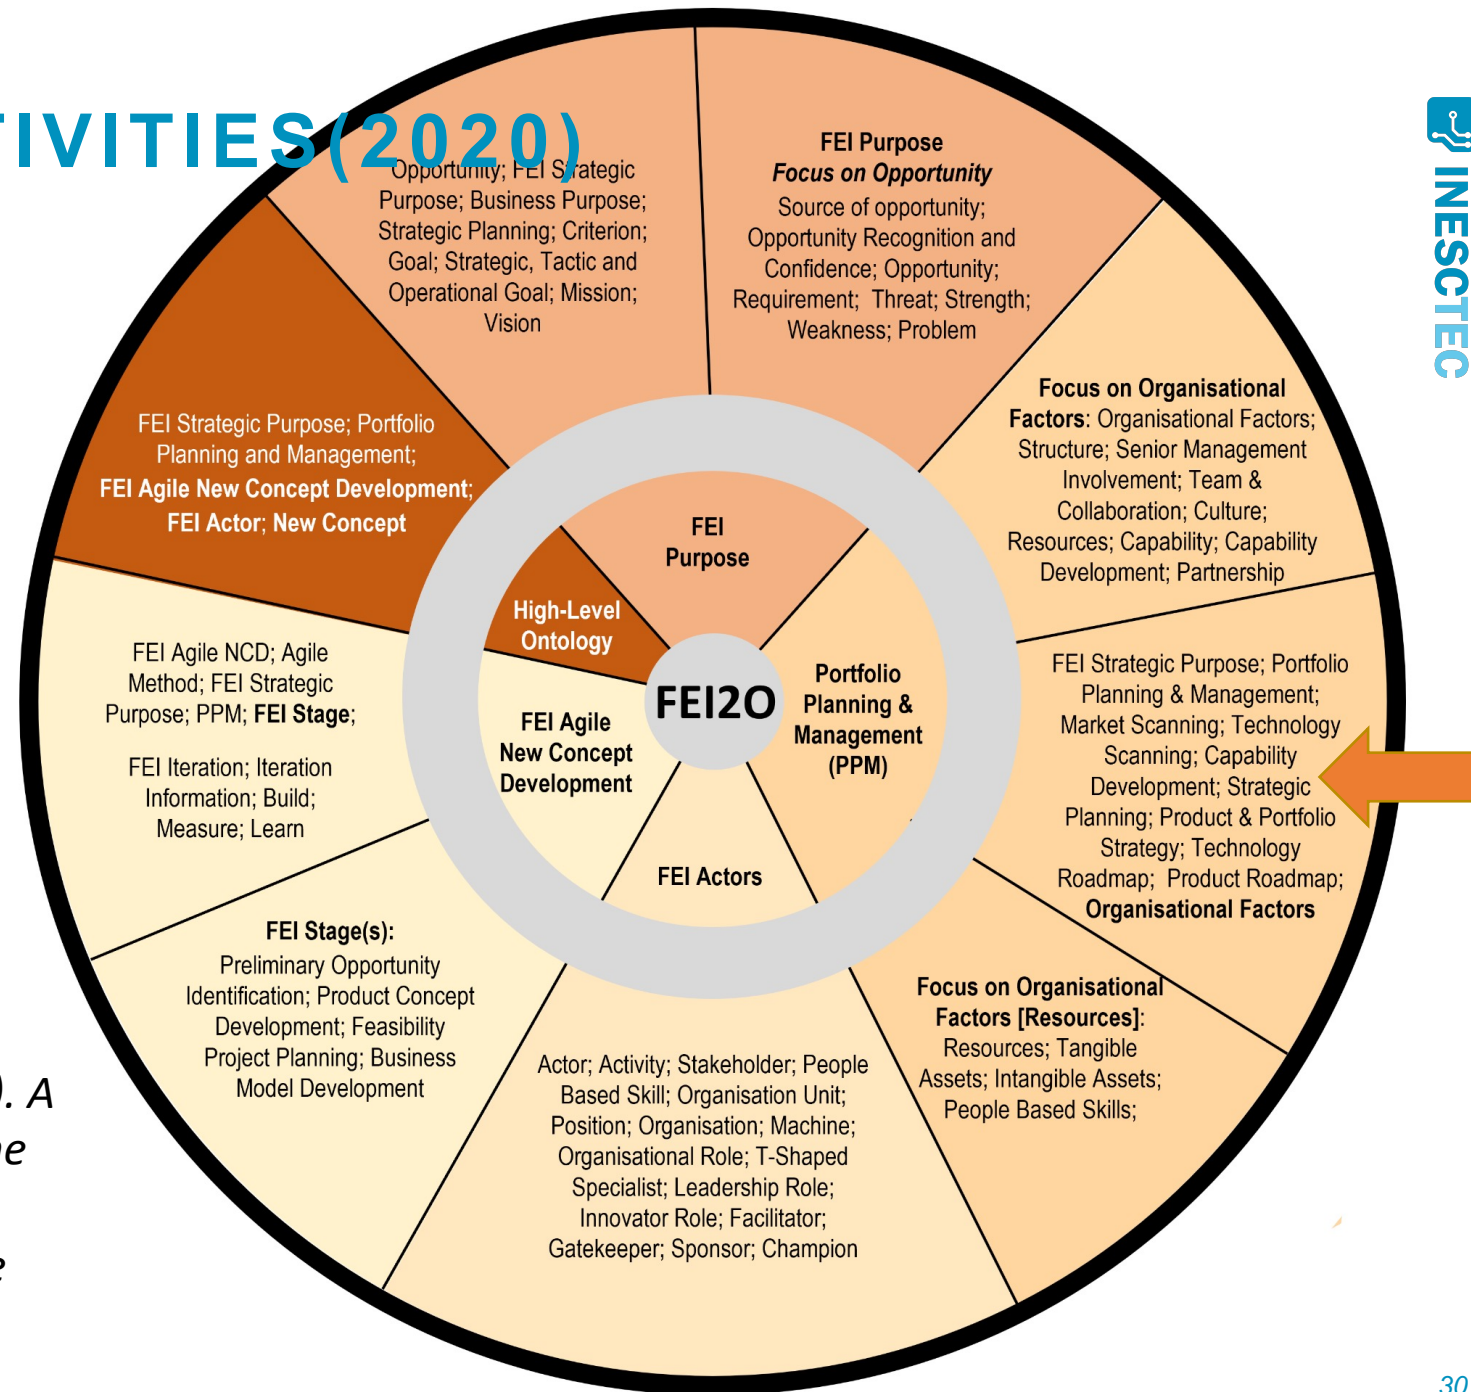 TIVITIES(2020)
INESCTEC
Opportunity; FEI Strategic
Purpose; Business Purpose;
Strategic Planning; Criterion;
Goal; Strategic, Tactic and
Operational Goal; Mission;
Vision
FEI Purpose
Focus on Opportunity
Source of opportunity;
Opportunity Recognition and
Confidence; Opportunity;
Requirement; Threat; Strength;
Weakness; Problem
Focus on Organisational
Factors: Organisational Factors;
Structure; Senior Management
Involvement; Team &
Collaboration; Culture;
Resources; Capability; Capability
Development; Partnership
FEI Strategic Purpose; Portfolio
Planning & Management;
Market Scanning; Technology
Scanning; Capability
Development; Strategic
Planning; Product & Portfolio
Strategy; Technology
Roadmap; Product Roadmap;
Organisational Factors
Focus on Organisational
Factors [Resources]:
Resources; Tangible
Assets; Intangible Assets;
People Based Skills;
Actor; Activity; Stakeholder; People
Based Skill; Organisation Unit;
Position; Organisation; Machine;
Organisational Role; T-Shaped
Specialist; Leadership Role;
Innovator Role; Facilitator;
Gatekeeper; Sponsor; Champion
FEI Stage(s):
Preliminary Opportunity
Identification; Product Concept
Development; Feasibility
Project Planning; Business
Model Development
FEI Agile NCD; Agile
Method; FEI Strategic
Purpose; PPM; FEI Stage;
FEI Iteration; Iteration
Information; Build;
Measure; Learn
FEI Strategic Purpose; Portfolio
Planning and Management;
FEI Agile New Concept Development;
FEI Actor; New Concept
FEI
Purpose
High-Level
Ontology
Portfolio
Planning &
Management
(PPM)
FEI2O
FEI Agile
New Concept
Development
FEI Actors
). A
30